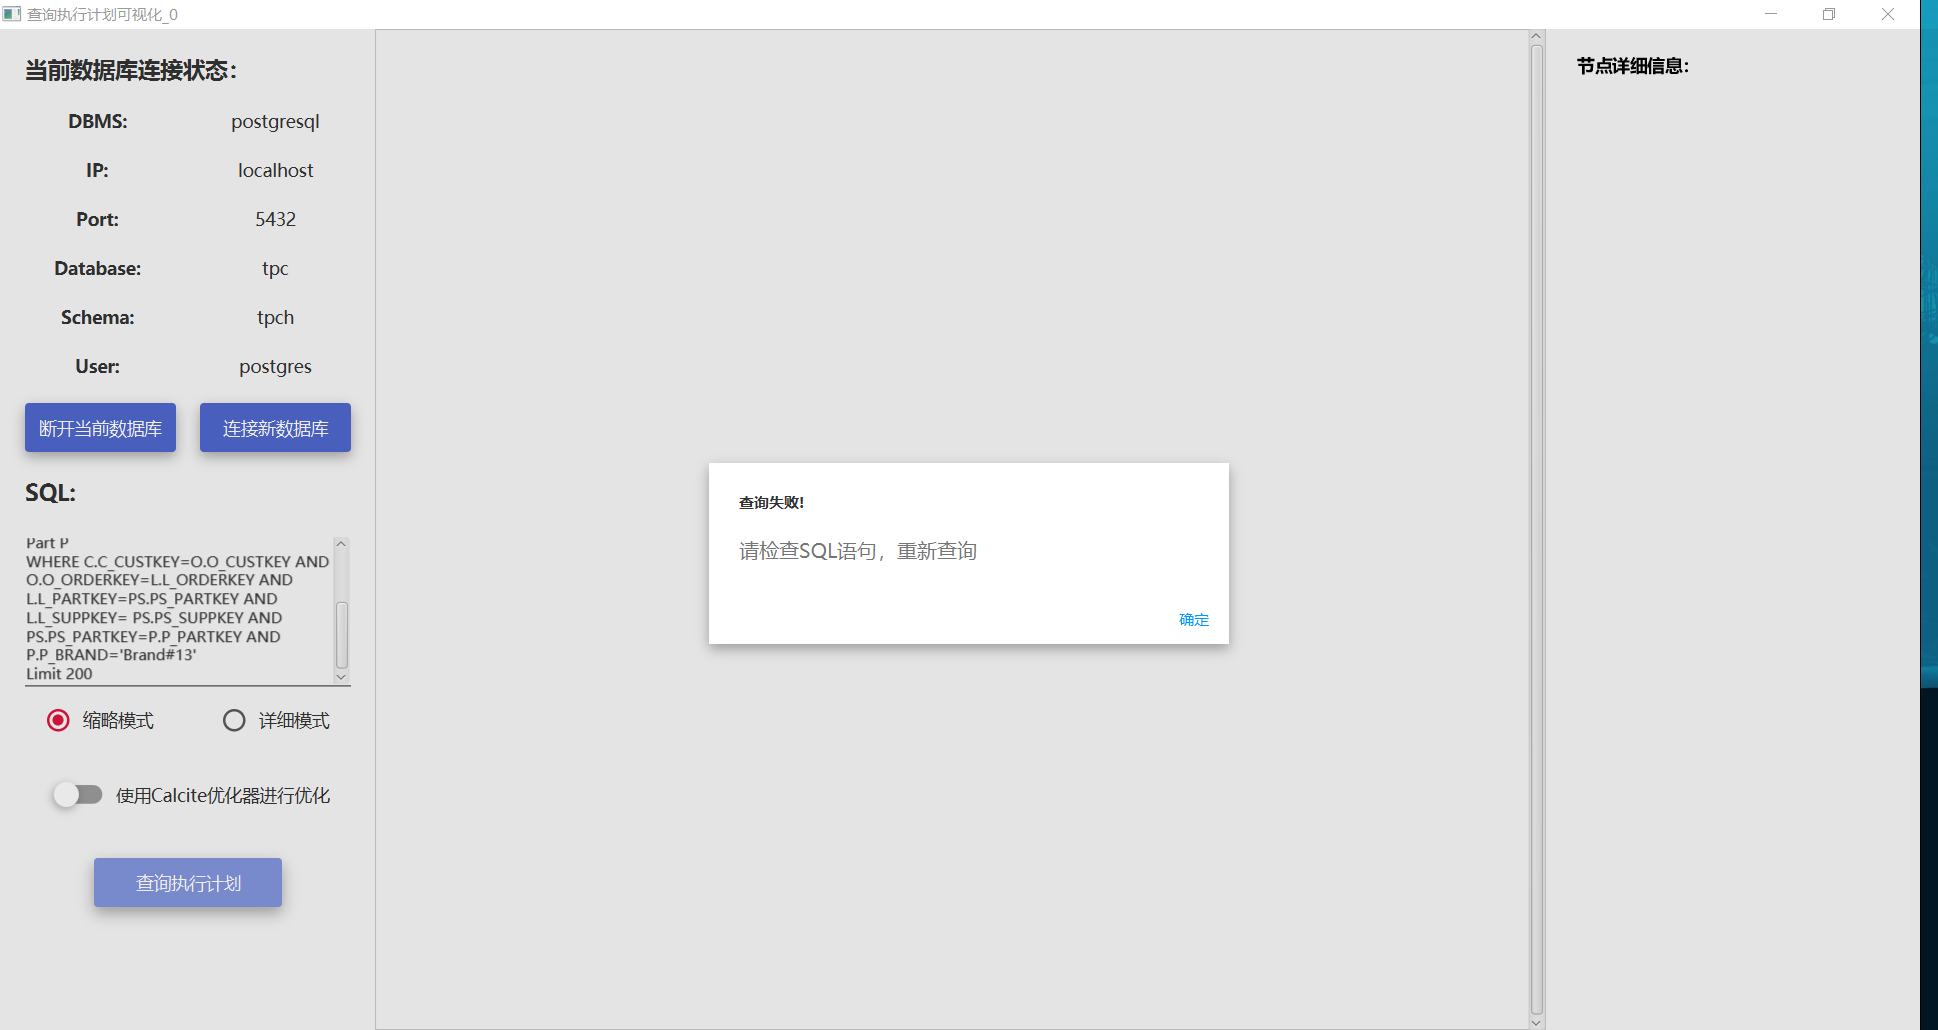 查询执行计划可视化_0
当前数据库连接状态：
DBMS: postgresql
IP: localhost
Port: 5432
Database: tpc
Schema: tpch
User: postgres
断开当前数据库 连接新数据库
SQL:
Part P
WHERE C.C_CUSTKEY=O.O_CUSTKEY AND
O.O_ORDERKEY=L.L_ORDERKEY AND
L.L_PARTKEY=PS.PS_PARTKEY AND
L.L_SUPPKEY= PS.PS_SUPPKEY AND
PS.PS_PARTKEY=P.P_PARTKEY AND
P.P_BRAND='Brand#13'
Limit 200
缩略模式 详细模式
使用Calcite优化器进行优化
查询执行计划
查询失败!
请检查SQL语句，重新查询
确定
节点详细信息：